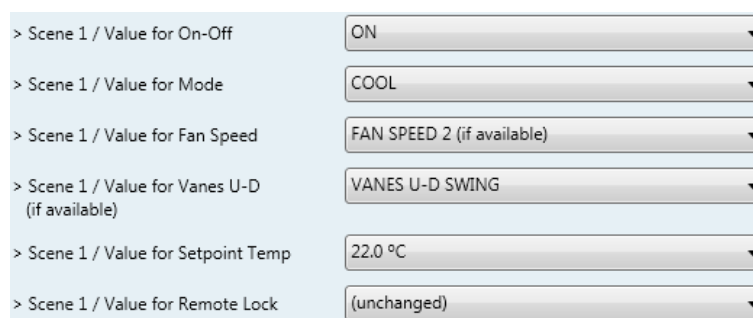 > Scene 1 / Value for On-Off ON
> Scene 1 / Value for Mode COOL
> Scene 1 / Value for Fan Speed FAN SPEED 2 (if available)
> Scene 1 / Value for Vanes U-D VANES U-D SWING
(if available)
> Scene 1 / Value for Setpoint Temp 22.0 ºC
> Scene 1 / Value for Remote Lock (unchanged)